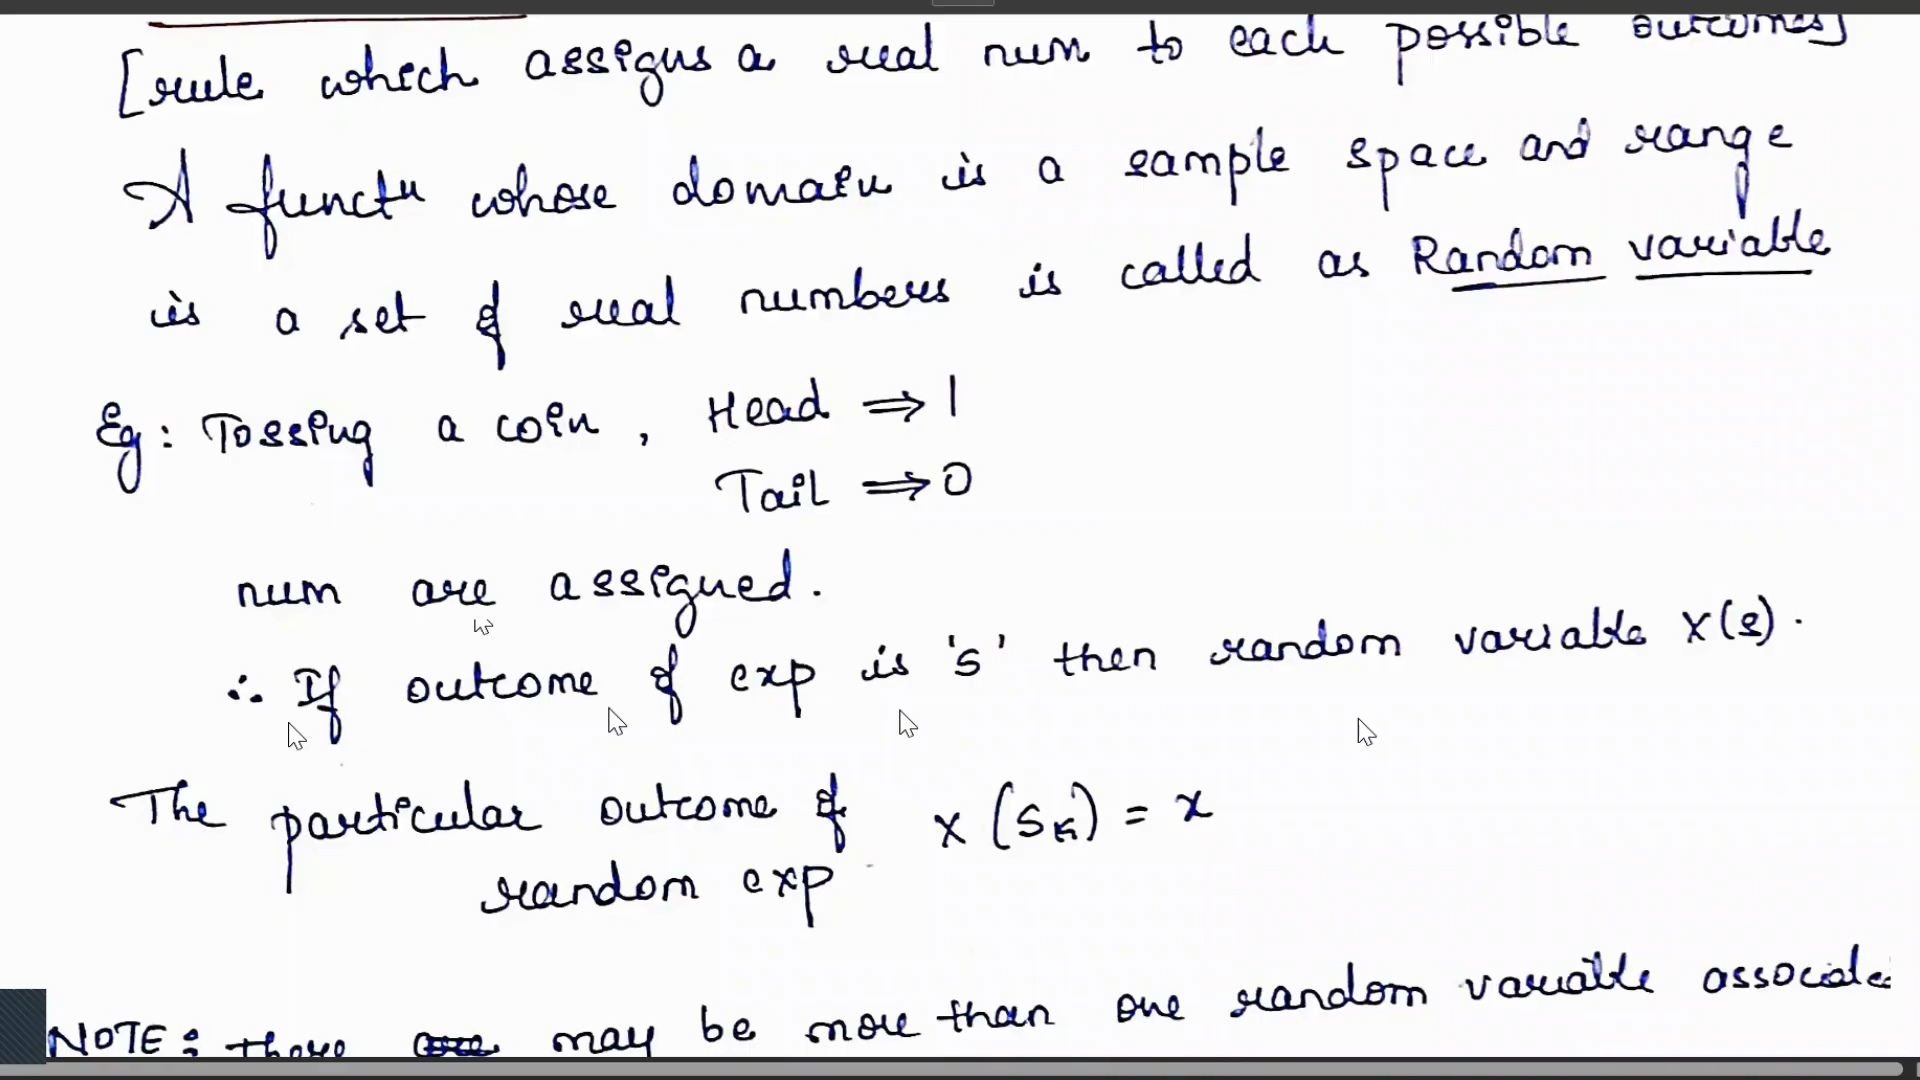 [rule which assigns a real num to each possible outcomes]
A functn whose domain is a sample space and range
is a set of real numbers is called as Random variable
Eg: Tossing a coin, Head ⇒ 1
Tail ⇒ 0
num are assigned.
∴ If outcome of exp is 's' then random variable X(s).
The particular outcome of X (Sk) = x
random exp
NOTE: there may be more than one random variable associate